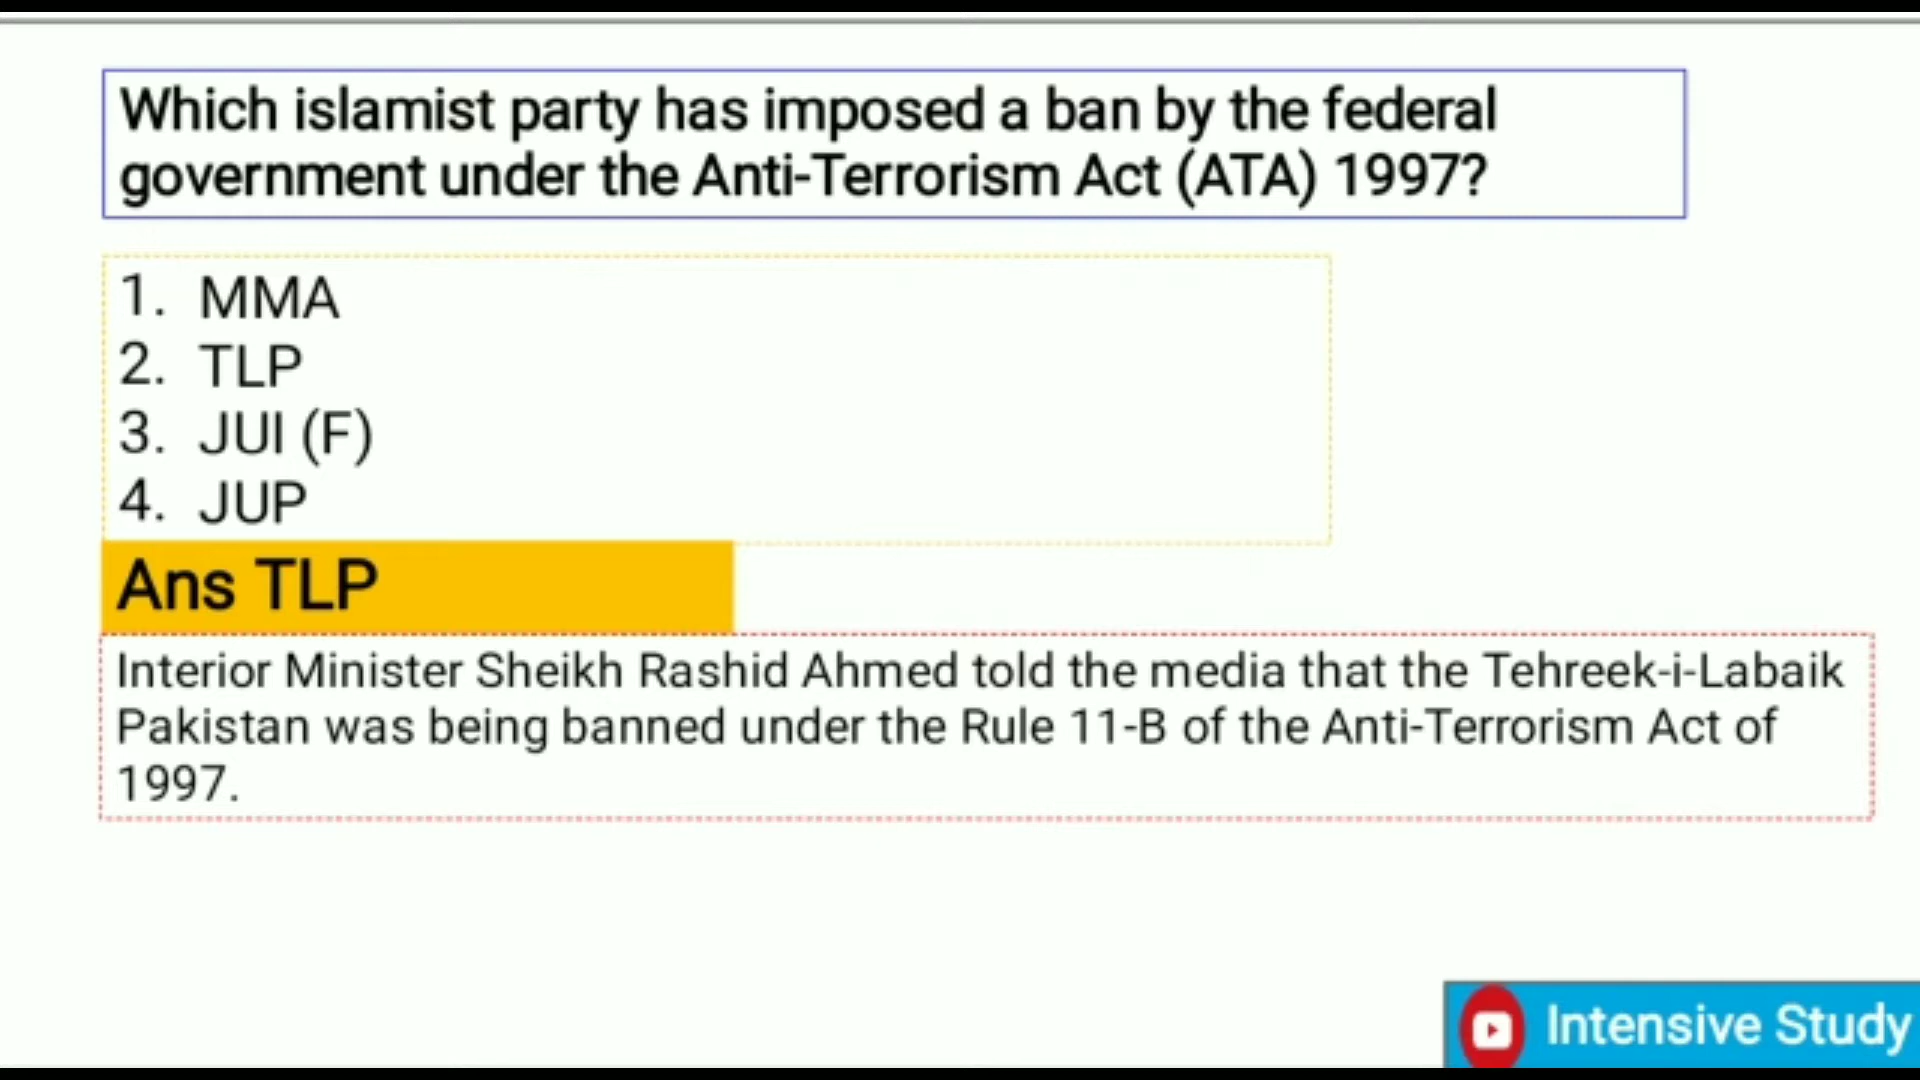 Which islamist party has imposed a ban by the federal
government under the Anti-Terrorism Act (ATA) 1997?
1. MMA
2. TLP
3. JUI (F)
4. JUP
Ans TLP
Interior Minister Sheikh Rashid Ahmed told the media that the Tehreek-i-Labaik
Pakistan was being banned under the Rule 11-B of the Anti-Terrorism Act of
1997.
Intensive Study